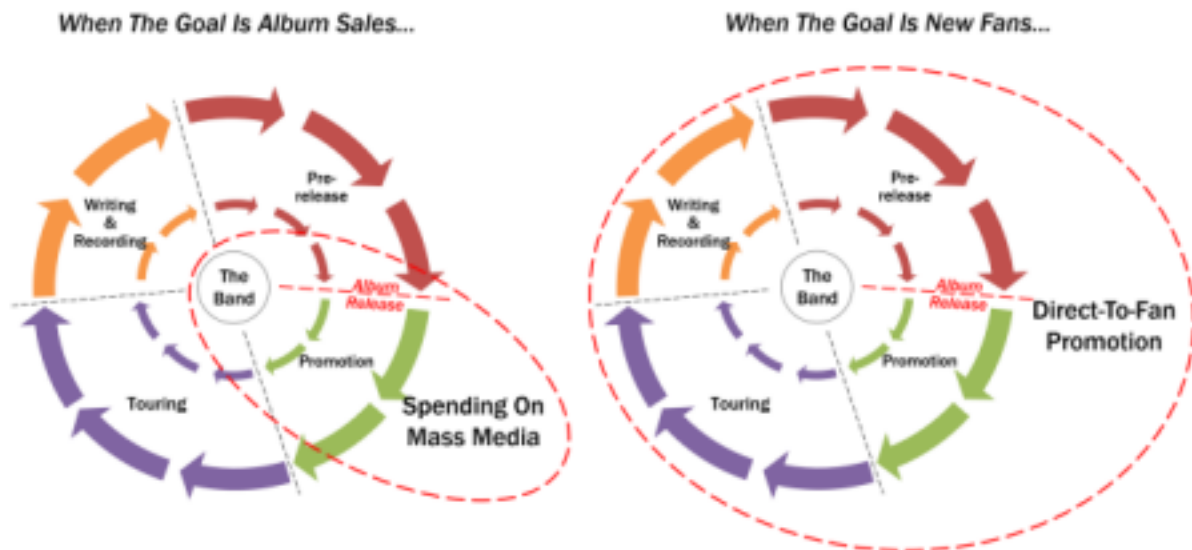 When The Goal Is Album Sales...
Pre-
release
Writing
&
Recording
The
Band
Album
Release
Promotion
Touring
Spending On
Mass Media
When The Goal Is New Fans...
Pre-
release
Writing
&
Recording
The
Band
Album
Release
Direct-To-Fan
Promotion
Promotion
Touring